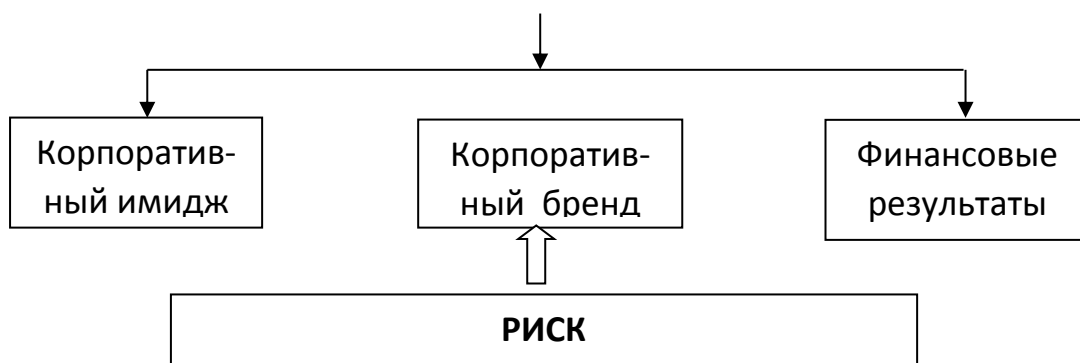 Корпоратив-
ный имидж
Корпоратив-
ный бренд
Финансовые
результаты
РИСК